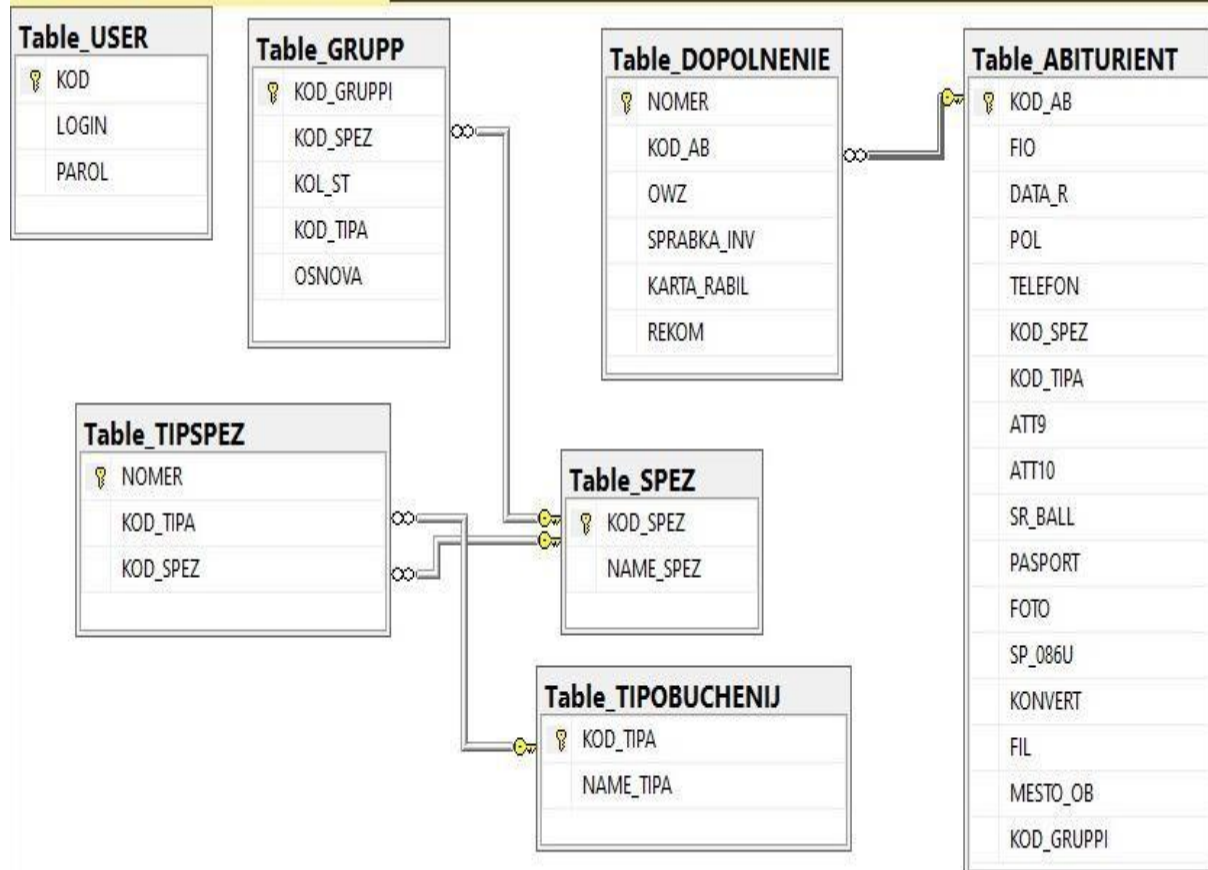 Table_USER
KOD
LOGIN
PAROL
Table_GRUPP
KOD_GRUPPI
KOD_SPEZ
KOL_ST
KOD_TIPA
OSNOVA
Table_DOPOLNENIE
NOMER
KOD_AB
OWZ
SPRABKA_INV
KARTA_RABIL
REKOM
Table_ABITURIENT
KOD_AB
FIO
DATA_R
POL
TELEFON
KOD_SPEZ
KOD_TIPA
ATT9
ATT10
SR_BALL
PASPORT
FOTO
SP_086U
KONVERT
FIL
MESTO_OB
KOD_GRUPPI
Table_TIPSPEZ
NOMER
KOD_TIPA
KOD_SPEZ
Table_SPEZ
KOD_SPEZ
NAME_SPEZ
Table_TIPOBUCHENIJ
KOD_TIPA
NAME_TIPA